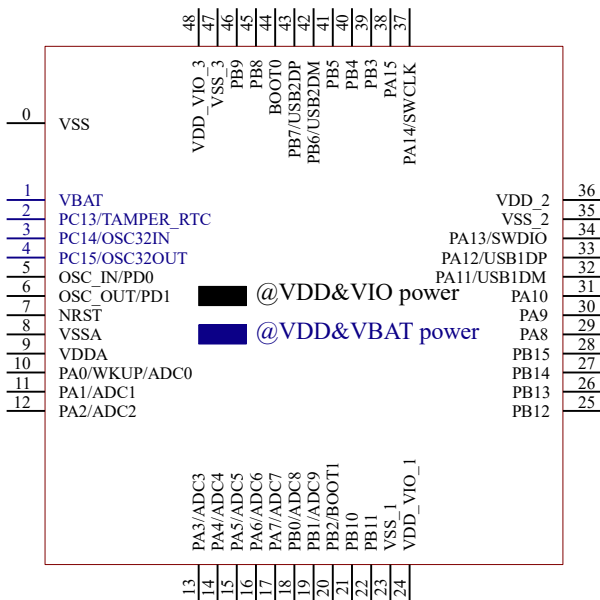 48
47
46
45
44
43
42
41
40
39
38
37
VDD_VIO_3
VSS_3
PB9
PB8
BOOT0
PB7/USB2DP
PB6/USB2DM
PB5
PB4
PB3
PA15
PA14/SWCLK
0 VSS
1 VBAT
2 PC13/TAMPER_RTC
3 PC14/OSC32IN
4 PC15/OSC32OUT
5 OSC_IN/PD0
6 OSC_OUT/PD1
7 NRST
8 VSSA
9 VDDA
10 PA0/WKUP/ADC0
11 PA1/ADC1
12 PA2/ADC2
@VDD&VIO power
@VDD&VBAT power
VDD_2 36
VSS_2 35
PA13/SWDIO 34
PA12/USB1DP 33
PA11/USB1DM 32
PA10 31
PA9 30
PA8 29
PB15 28
PB14 27
PB13 26
PB12 25
PA3/ADC3
PA4/ADC4
PA5/ADC5
PA6/ADC6
PA7/ADC7
PB0/ADC8
PB1/ADC9
PB2/BOOT1
PB10
PB11
VSS_1
VDD_VIO_1
13
14
15
16
17
18
19
20
21
22
23
24